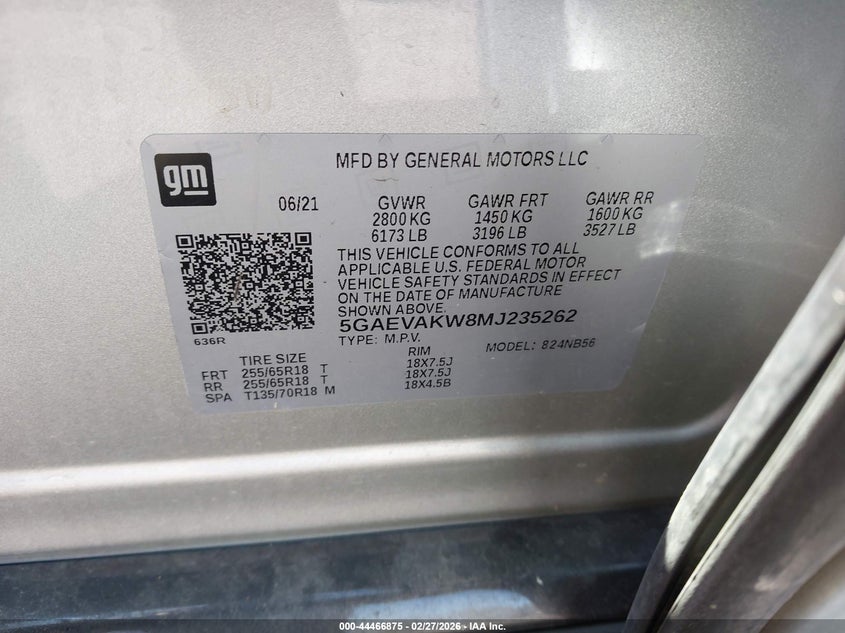 gm
MFD BY GENERAL MOTORS LLC
06/21 GVWR GAWR FRT GAWR RR
2800 KG 1450 KG 1600 KG
6173 LB 3196 LB 3527 LB
THIS VEHICLE CONFORMS TO ALL
APPLICABLE U.S. FEDERAL MOTOR
VEHICLE SAFETY STANDARDS IN EFFECT
ON THE DATE OF MANUFACTURE
SHOWN ABOVE.
5GAEVAKW8MJ235262
636R
TYPE: M.P.V. MODEL: 824NB56
TIRE SIZE RIM
FRT 255/65R18 T 18X7.5J
RR 255/65R18 T 18X7.5J
SPA T135/70R18 M 18X4.5B
000-44466875 - 02/27/2026 - IAA Inc.